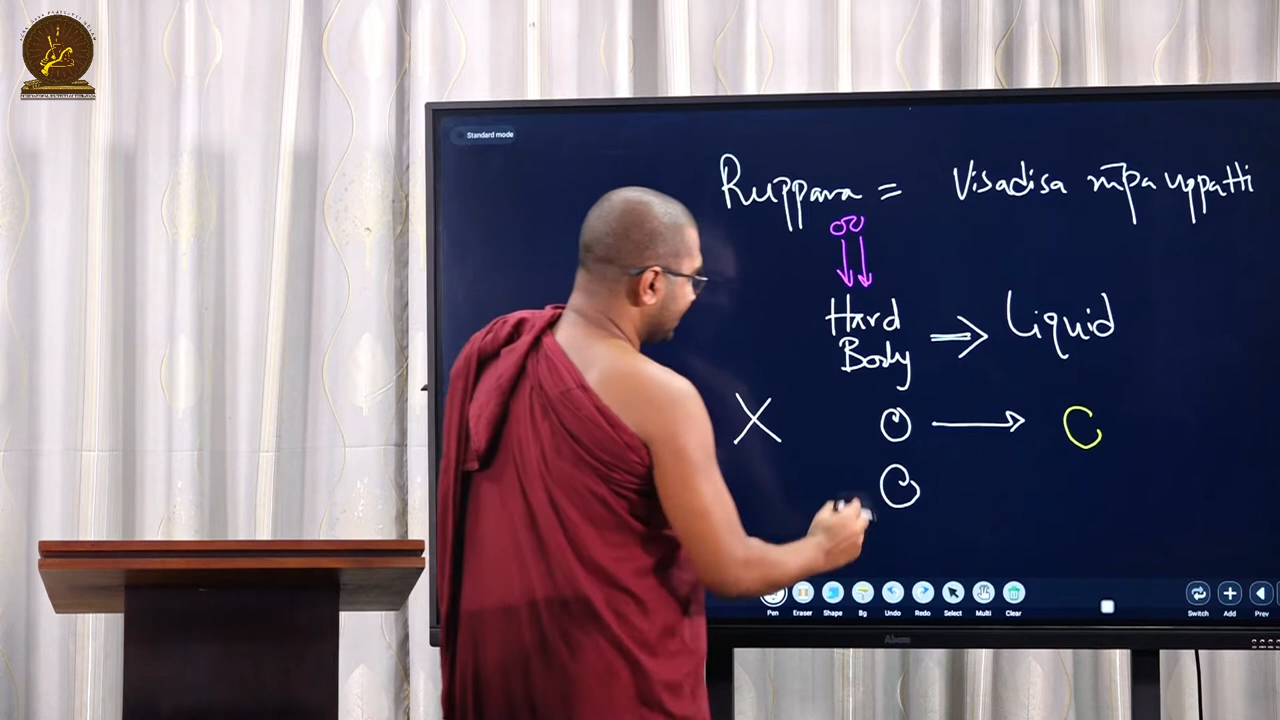 Standard mode
Ruppana = Visadisa rūpa uppatti
Hard Body ⇒ Liquid
X
Pen Eraser Shape Bg Undo Redo Select Multi Clear Switch Add Prev